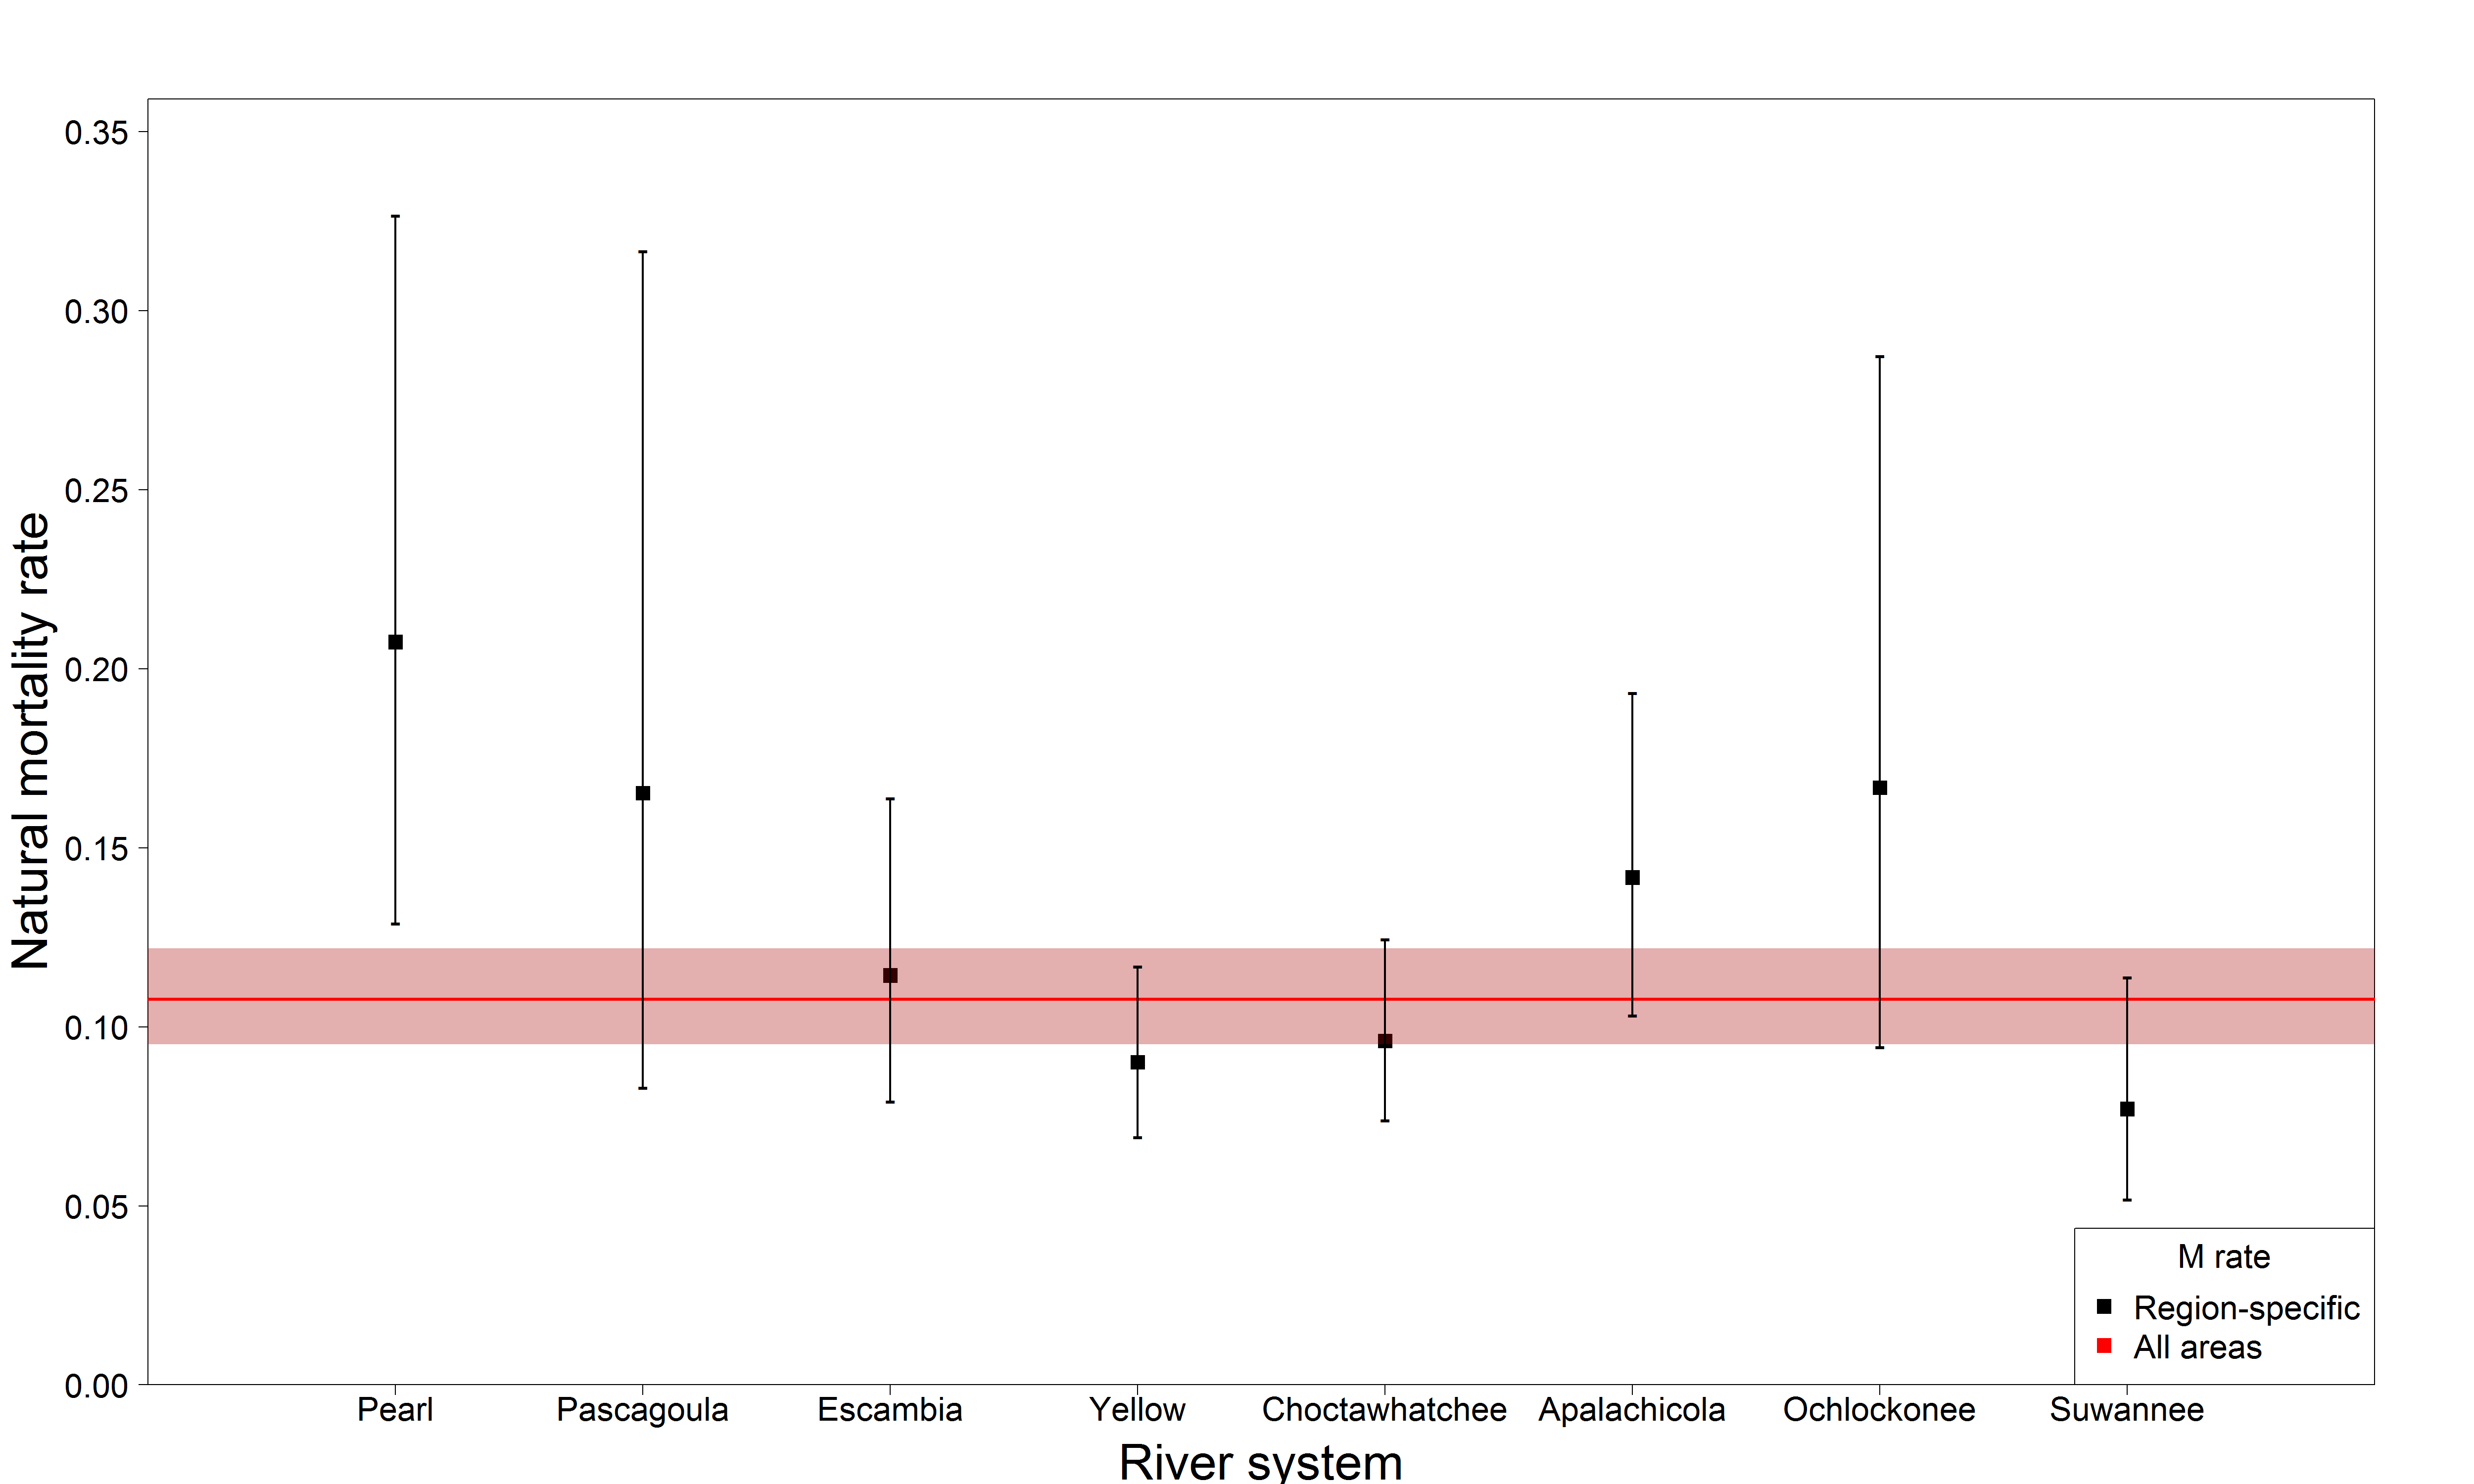 Natural mortality rate
0.35
0.30
0.25
0.20
0.15
0.10
0.05
0.00
M rate
Region-specific
All areas
Pearl Pascagoula Escambia Yellow Choctawhatchee Apalachicola Ochlockonee Suwannee
River system